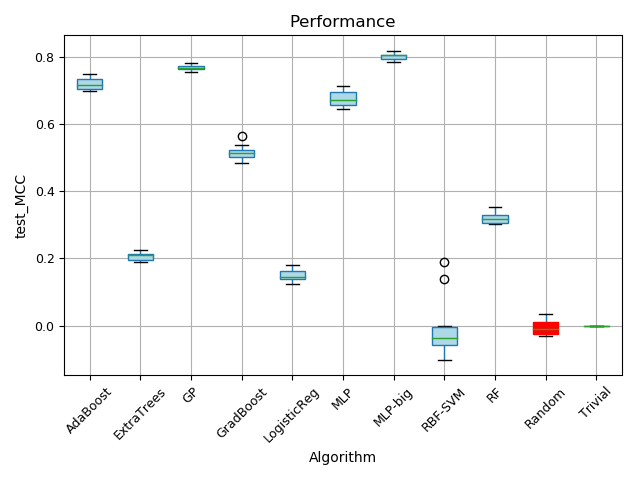 Performance
test_MCC
0.8
0.6
0.4
0.2
0.0
AdaBoost
ExtraTrees
GP
GradBoost
LogisticReg
MLP
MLP-big
RBF-SVM
RF
Random
Trivial
Algorithm